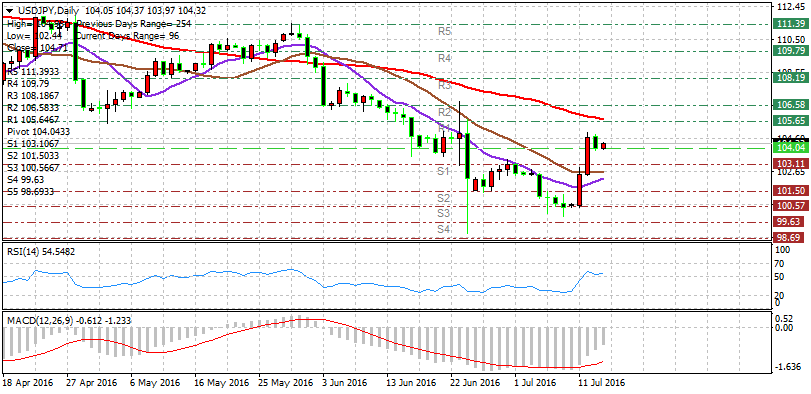 USDJPY,Daily 104.05 104.37 103.97 104.32
High= Previous Days Range= 254
Low= 102.44 Current Days Range= 96
Close= 104.71
R5 111.3933
R4 109.79
R3 108.1867
R2 106.5833
R1 105.6467
Pivot 104.0433
S1 103.1067
S2 101.5033
S3 100.5667
S4 99.63
S5 98.6933
R5
R4
R3
R2
S1
S2
S3
S4
112.45
111.39
110.50
109.79
108.19
106.58
105.65
104.04
103.11
102.65
101.50
100.57
99.63
98.69
RSI(14) 54.5482
100
70
50
20
0
MACD(12,26,9) -0.612 -1.233
0.52
0.00
-1.636
18 Apr 2016 27 Apr 2016 6 May 2016 16 May 2016 25 May 2016 3 Jun 2016 13 Jun 2016 22 Jun 2016 1 Jul 2016 11 Jul 2016